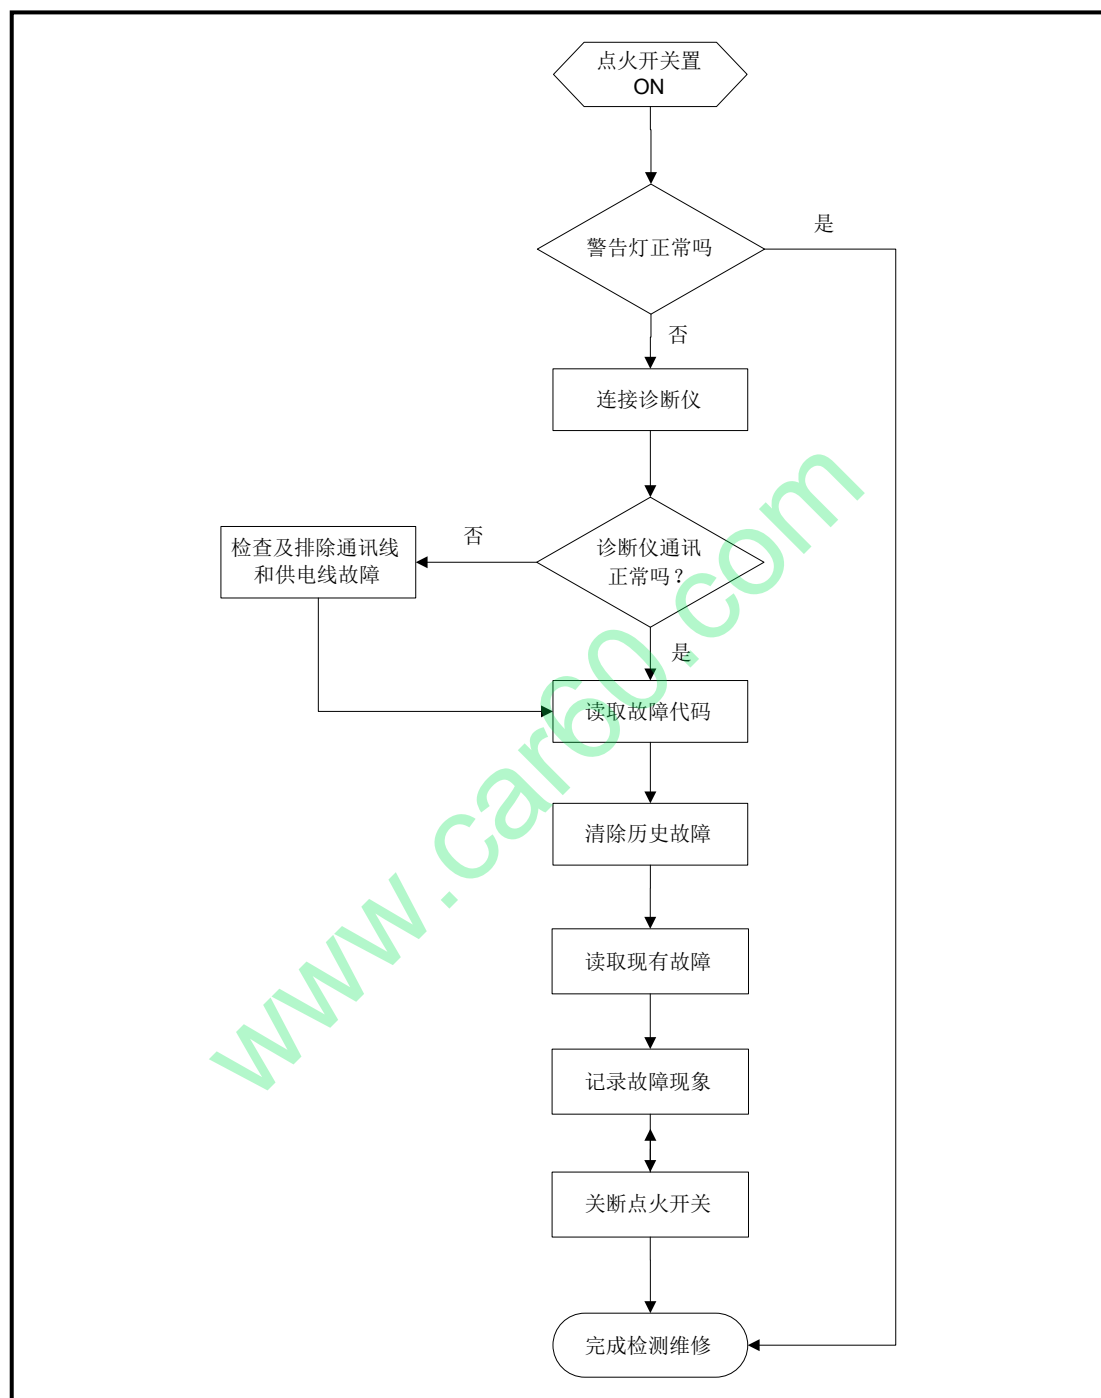 点火开关置
ON
警告灯正常吗
是
否
连接诊断仪
检查及排除通讯线
和供电线故障
否
诊断仪通讯
正常吗？
是
读取故障代码
清除历史故障
读取现有故障
记录故障现象
关断点火开关
完成检测维修
www.car60.com